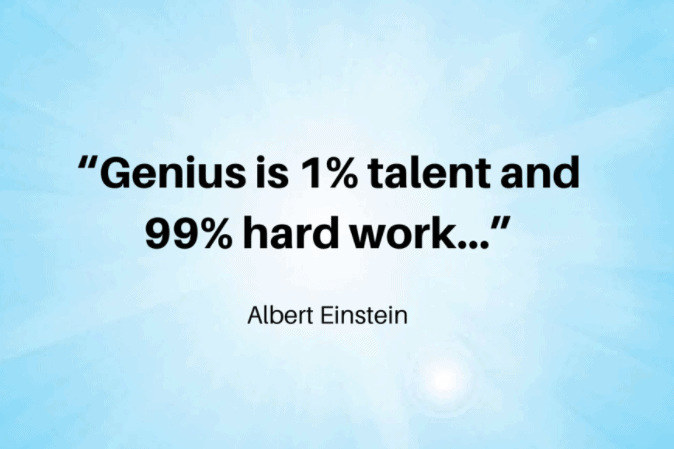 “Genius is 1% talent and
99% hard work...”
Albert Einstein